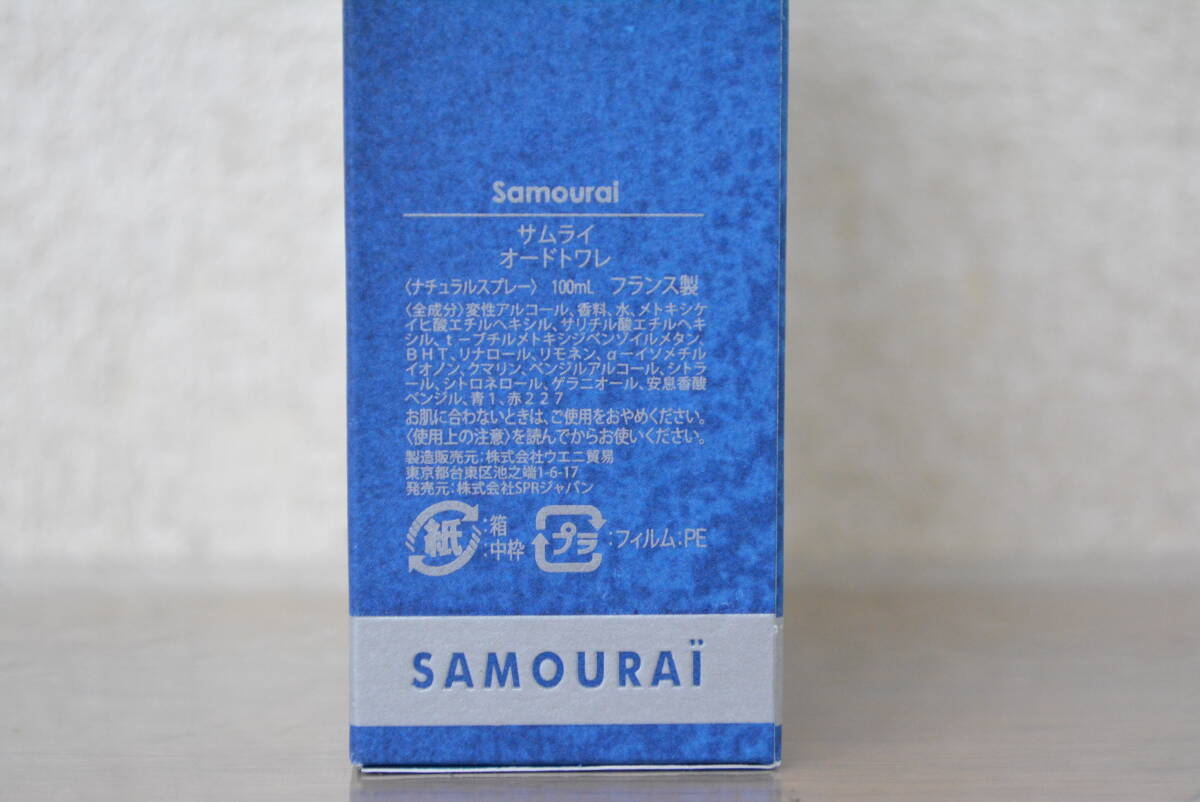 Samourai
サムライ
オードトワレ
〈ナチュラルスプレー〉 100mL フランス製
〈全成分〉変性アルコール、香料、水、メトキシケ
イヒ酸エチルヘキシル、サリチル酸エチルヘキ
シル、t－ブチルメトキシジベンゾイルメタン、
BHT、リナロール、リモネン、α－イソメチル
イオノン、クマリン、ベンジルアルコール、シトラ
ール、シトロネロール、ゲラニオール、安息香酸
ベンジル、青1、赤227
お肌に合わないときは、ご使用をおやめください。
〈使用上の注意〉を読んでからお使いください。
製造販売元:株式会社ウエニ貿易
東京都台東区池之端1-6-17
発売元:株式会社SPRジャパン
紙 :箱
:中枠
プラ :フィルム:PE
SAMOURAÏ